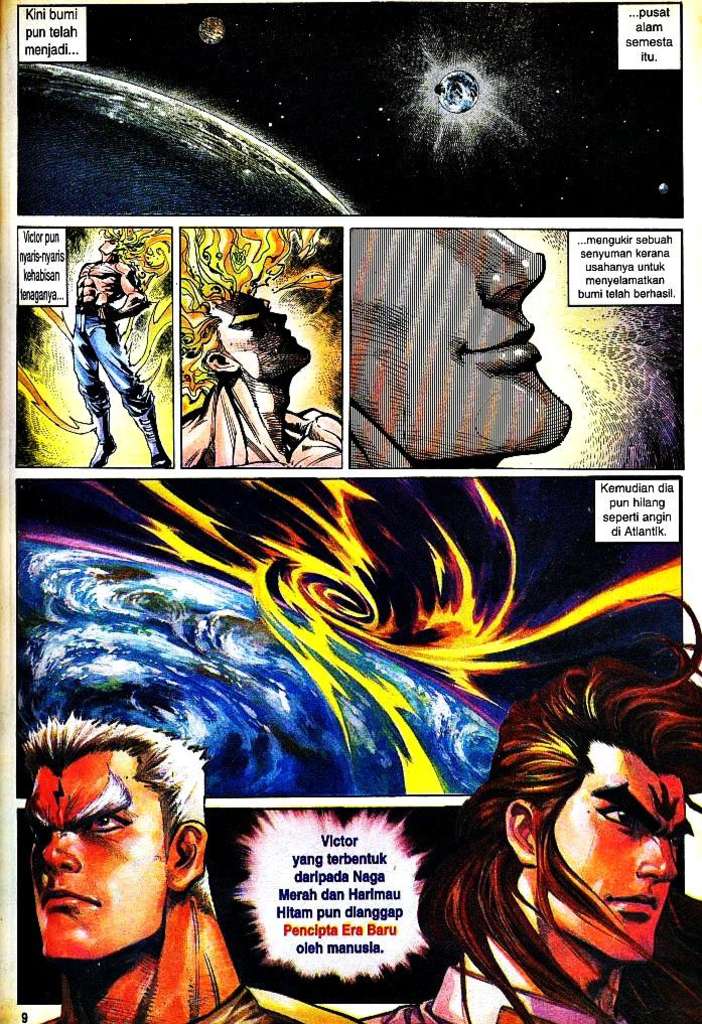 Kini bumi
pun telah
menjadi...
...pusat
alam
semesta
itu.
Victor pun
nyaris-nyaris
kehabisan
tenaganya...
...mengukir sebuah
senyuman kerana
usahanya untuk
menyelamatkan
bumi telah berhasil.
Kemudian dia
pun hilang
seperti angin
di Atlantik.
Victor
yang terbentuk
daripada Naga
Merah dan Harimau
Hitam pun dianggap
Pencipta Era Baru
oleh manusia.
9